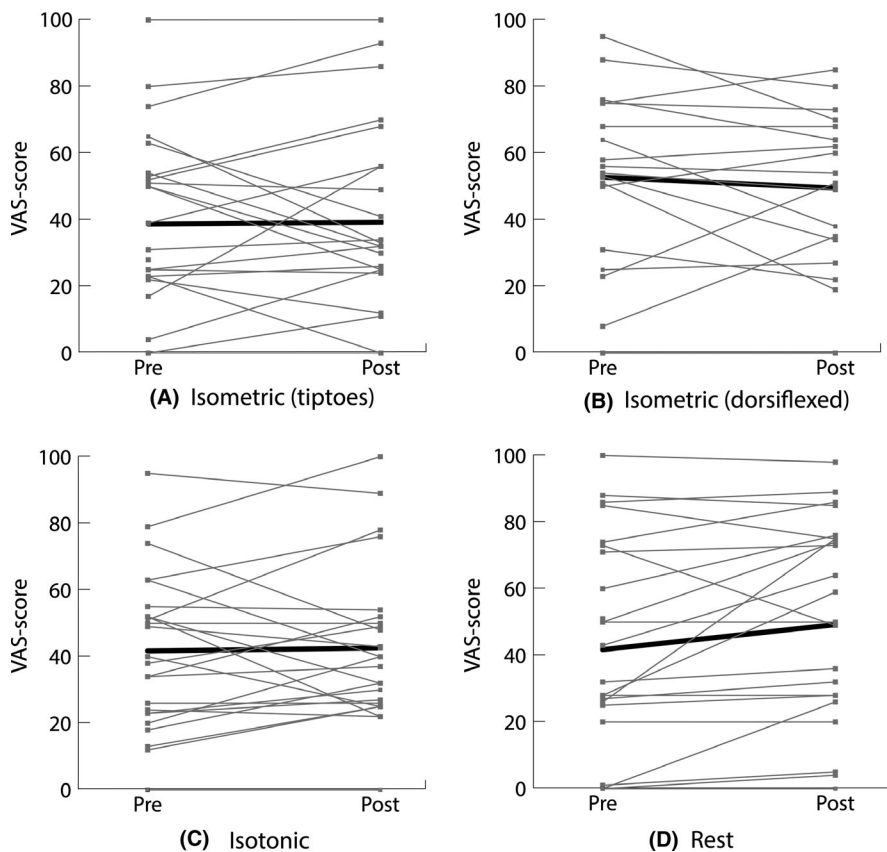 100
80
60
40
20
0
VAS-score
Pre
Post
(A) Isometric (tiptoes)
100
80
60
40
20
0
VAS-score
Pre
Post
(B) Isometric (dorsiflexed)
100
80
60
40
20
0
VAS-score
Pre
Post
(C) Isotonic
100
80
60
40
20
0
VAS-score
Pre
Post
(D) Rest